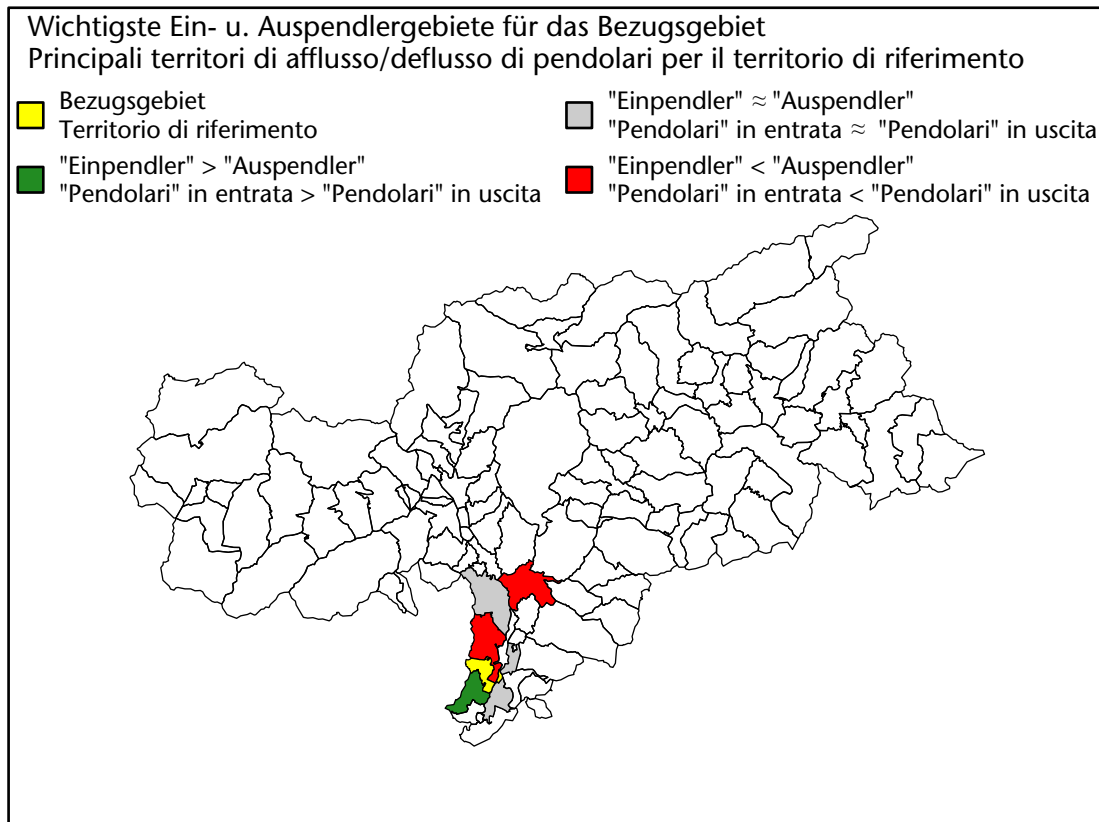 Wichtigste Ein- u. Auspendlergebiete für das Bezugsgebiet
Principali territori di afflusso/deflusso di pendolari per il territorio di riferimento
Bezugsgebiet
Territorio di riferimento
"Einpendler" > "Auspendler"
"Pendolari" in entrata > "Pendolari" in uscita
"Einpendler" ≈ "Auspendler"
"Pendolari" in entrata ≈ "Pendolari" in uscita
"Einpendler" < "Auspendler"
"Pendolari" in entrata < "Pendolari" in uscita